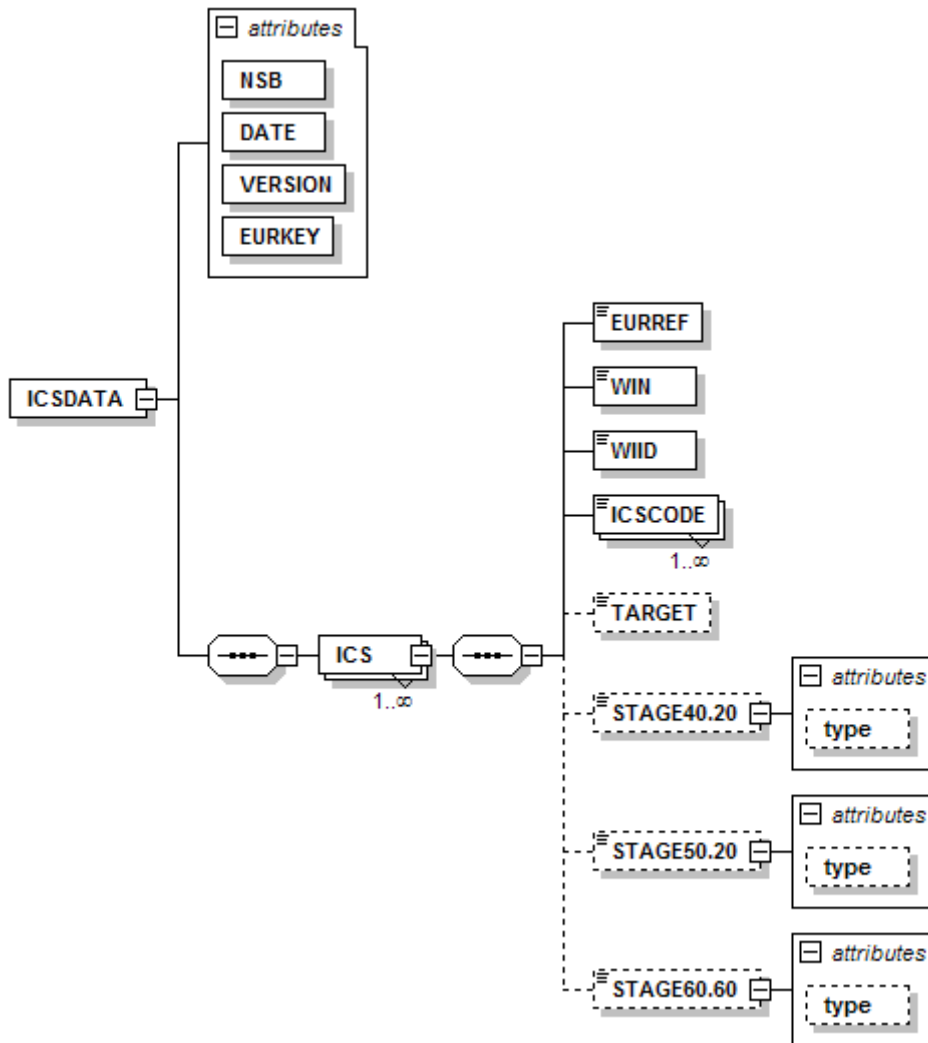 attributes
NSB
DATE
VERSION
EURKEY
ICSDATA
EURREF
WIN
WIID
ICSCODE
1..∞
TARGET
ICS
1..∞
attributes
STAGE40.20
type
attributes
STAGE50.20
type
attributes
STAGE60.60
type